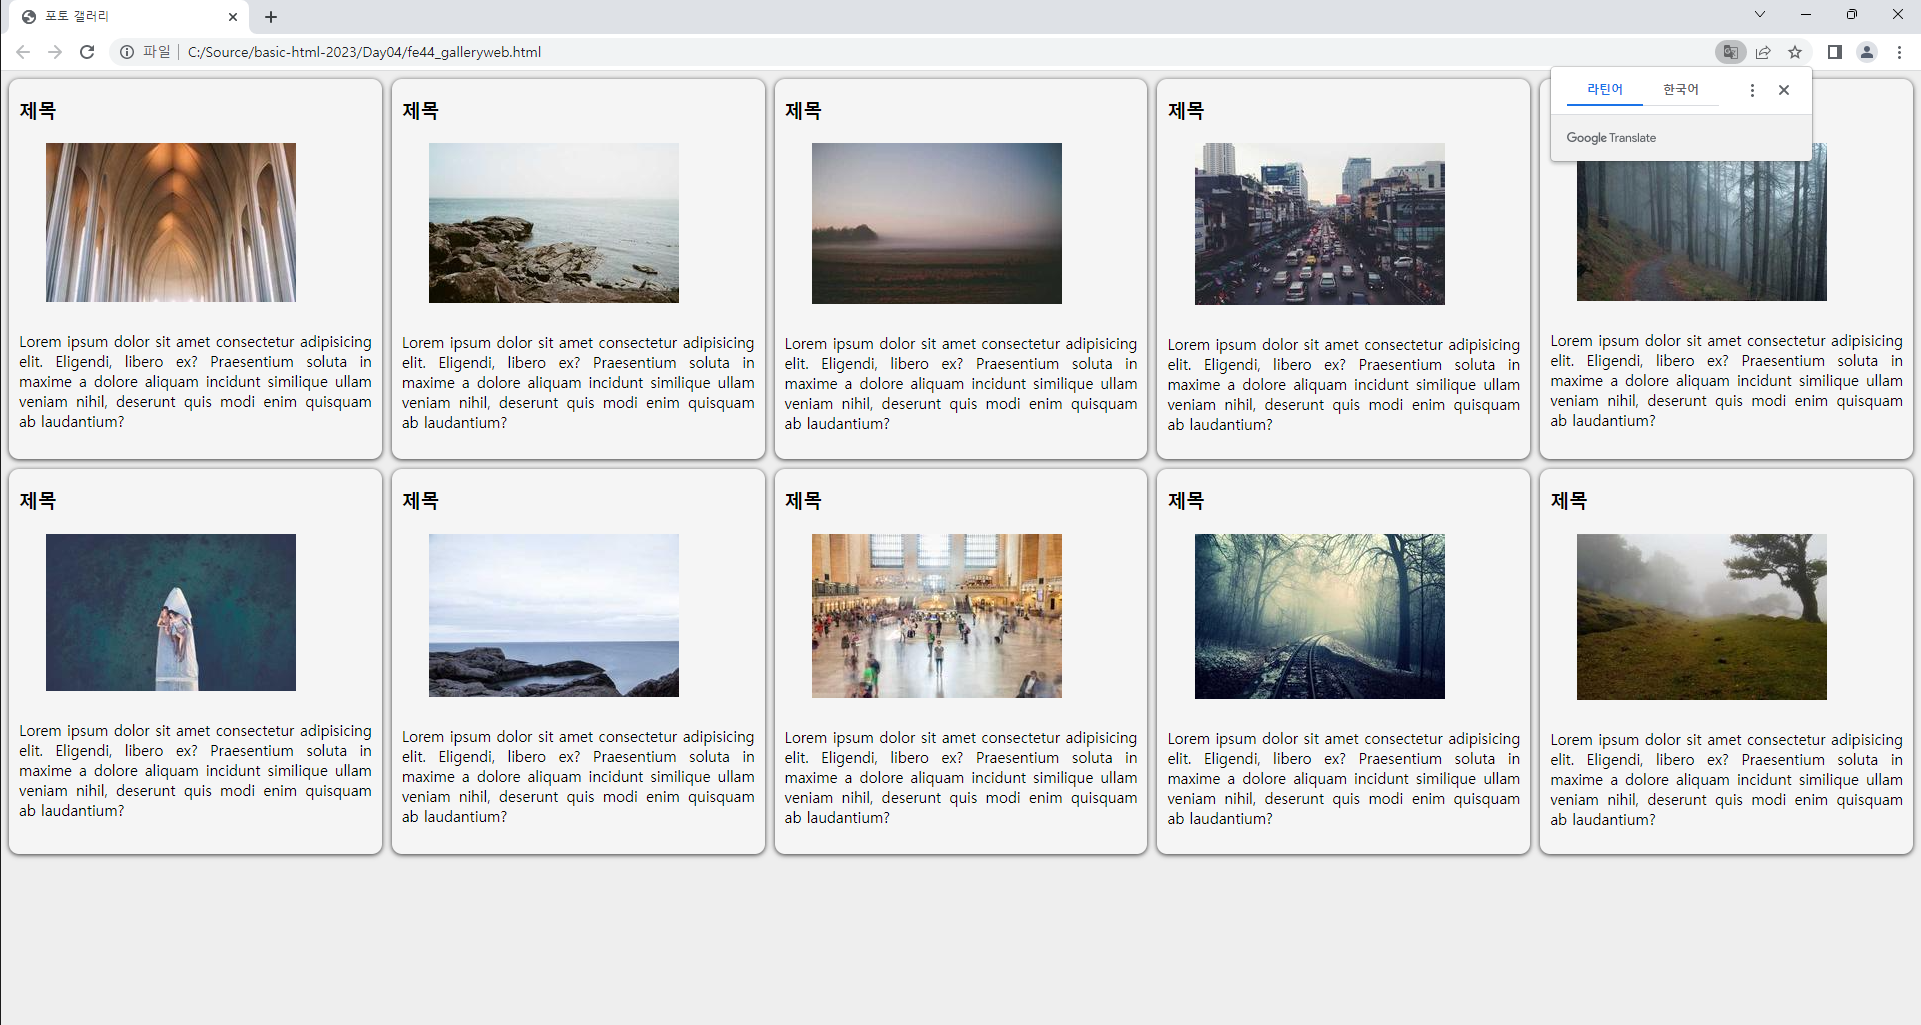 포토 갤러리
파일
C:/Source/basic-html-2023/Day04/fe44_galleryweb.html
라틴어 한국어
Google Translate
제목
Lorem ipsum dolor sit amet consectetur adipisicing
elit. Eligendi, libero ex? Praesentium soluta in
maxime a dolore aliquam incidunt similique ullam
veniam nihil, deserunt quis modi enim quisquam
ab laudantium?
제목
Lorem ipsum dolor sit amet consectetur adipisicing
elit. Eligendi, libero ex? Praesentium soluta in
maxime a dolore aliquam incidunt similique ullam
veniam nihil, deserunt quis modi enim quisquam
ab laudantium?
제목
Lorem ipsum dolor sit amet consectetur adipisicing
elit. Eligendi, libero ex? Praesentium soluta in
maxime a dolore aliquam incidunt similique ullam
veniam nihil, deserunt quis modi enim quisquam
ab laudantium?
제목
Lorem ipsum dolor sit amet consectetur adipisicing
elit. Eligendi, libero ex? Praesentium soluta in
maxime a dolore aliquam incidunt similique ullam
veniam nihil, deserunt quis modi enim quisquam
ab laudantium?
Lorem ipsum dolor sit amet consectetur adipisicing
elit. Eligendi, libero ex? Praesentium soluta in
maxime a dolore aliquam incidunt similique ullam
veniam nihil, deserunt quis modi enim quisquam
ab laudantium?
제목
Lorem ipsum dolor sit amet consectetur adipisicing
elit. Eligendi, libero ex? Praesentium soluta in
maxime a dolore aliquam incidunt similique ullam
veniam nihil, deserunt quis modi enim quisquam
ab laudantium?
제목
Lorem ipsum dolor sit amet consectetur adipisicing
elit. Eligendi, libero ex? Praesentium soluta in
maxime a dolore aliquam incidunt similique ullam
veniam nihil, deserunt quis modi enim quisquam
ab laudantium?
제목
Lorem ipsum dolor sit amet consectetur adipisicing
elit. Eligendi, libero ex? Praesentium soluta in
maxime a dolore aliquam incidunt similique ullam
veniam nihil, deserunt quis modi enim quisquam
ab laudantium?
제목
Lorem ipsum dolor sit amet consectetur adipisicing
elit. Eligendi, libero ex? Praesentium soluta in
maxime a dolore aliquam incidunt similique ullam
veniam nihil, deserunt quis modi enim quisquam
ab laudantium?
제목
Lorem ipsum dolor sit amet consectetur adipisicing
elit. Eligendi, libero ex? Praesentium soluta in
maxime a dolore aliquam incidunt similique ullam
veniam nihil, deserunt quis modi enim quisquam
ab laudantium?